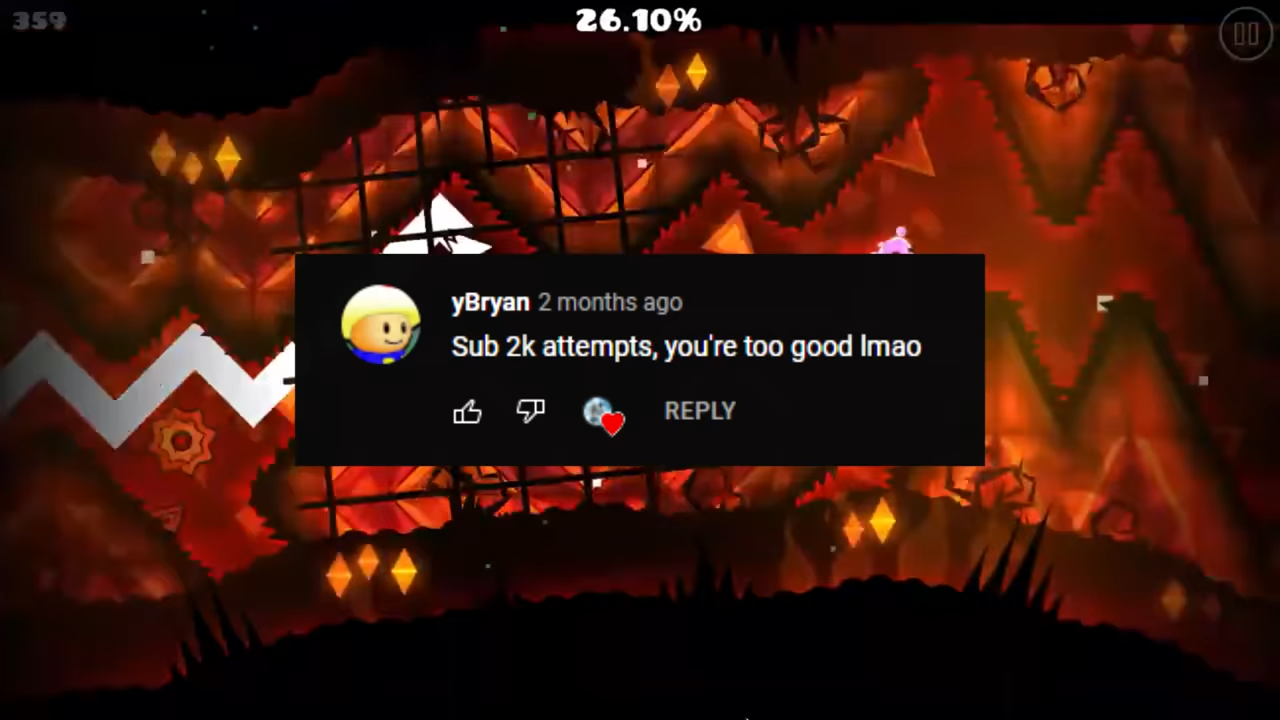 359
26.10%
yBryan 2 months ago
Sub 2k attempts, you're too good lmao
REPLY